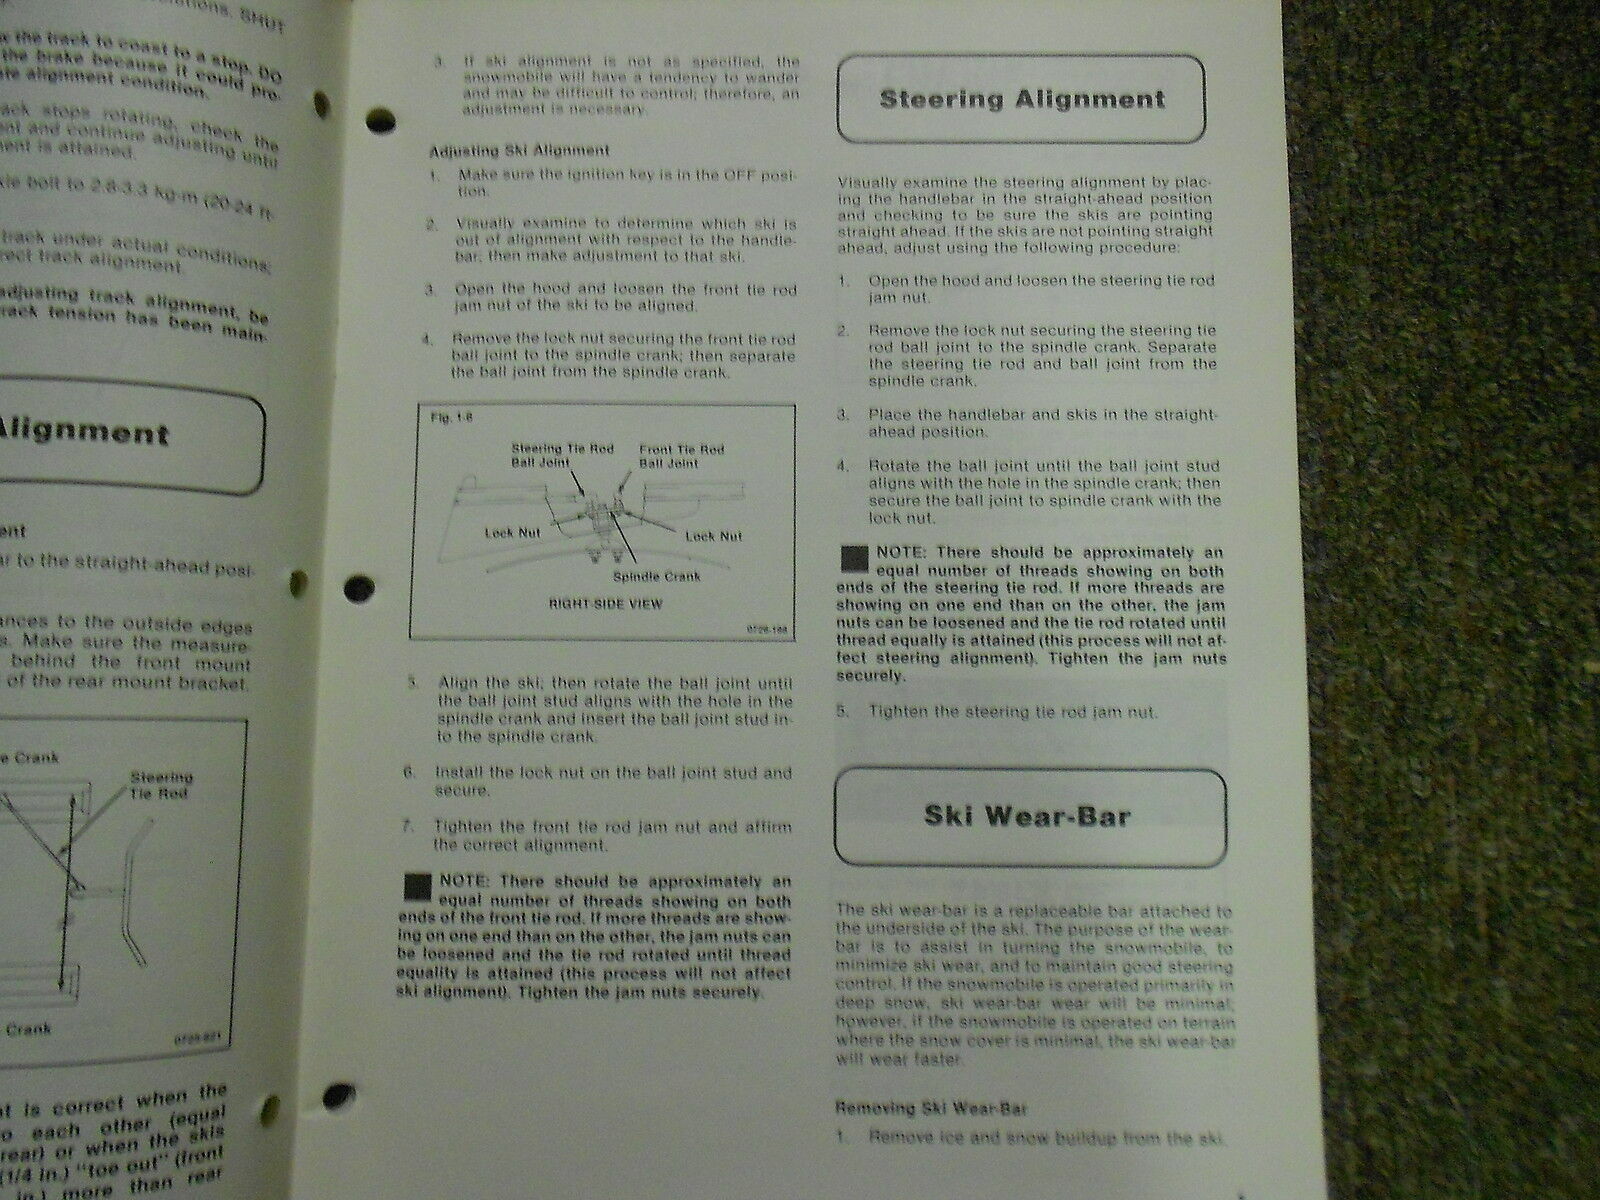 erations. SHUT
w the track to coast to a stop. DO
the brake because it could pro-
te alignment condition.
ack stops rotating, check the
ent and continue adjusting until
ment is attained.
xle bolt to 2.8-3.3 kg-m (20-24 ft-
track under actual conditions;
rect track alignment.
adjusting track alignment, be
rack tension has been main-
Alignment
ent
ar to the straight-ahead posi-
ances to the outside edges
s. Make sure the measure-
behind the front mount
of the rear mount bracket.
e Crank
Steering
Tie Rod
Crank
0725-821
nt is correct when the
o each other (equal
rear) or when the skis
(1/4 in.) "toe out" (front
in.) more than rear
3. If ski alignment is not as specified, the
snowmobile will have a tendency to wander
and may be difficult to control; therefore, an
adjustment is necessary.
Adjusting Ski Alignment
1. Make sure the ignition key is in the OFF posi-
tion.
2. Visually examine to determine which ski is
out of alignment with respect to the handle-
bar; then make adjustment to that ski.
3. Open the hood and loosen the front tie rod
jam nut of the ski to be aligned.
4. Remove the lock nut securing the front tie rod
ball joint to the spindle crank; then separate
the ball joint from the spindle crank.
Fig. 1-8
Steering Tie Rod
Ball Joint
Front Tie Rod
Ball Joint
Lock Nut
Lock Nut
Spindle Crank
RIGHT-SIDE VIEW
0726-188
5. Align the ski; then rotate the ball joint until
the ball joint stud aligns with the hole in the
spindle crank and insert the ball joint stud in-
to the spindle crank.
6. Install the lock nut on the ball joint stud and
secure.
7. Tighten the front tie rod jam nut and affirm
the correct alignment.
NOTE: There should be approximately an
equal number of threads showing on both
ends of the front tie rod. If more threads are show-
ing on one end than on the other, the jam nuts can
be loosened and the tie rod rotated until thread
equality is attained (this process will not affect
ski alignment). Tighten the jam nuts securely.
Steering Alignment
Visually examine the steering alignment by plac-
ing the handlebar in the straight-ahead position
and checking to be sure the skis are pointing
straight ahead. If the skis are not pointing straight
ahead, adjust using the following procedure:
1. Open the hood and loosen the steering tie rod
jam nut.
2. Remove the lock nut securing the steering tie
rod ball joint to the spindle crank. Separate
the steering tie rod and ball joint from the
spindle crank.
3. Place the handlebar and skis in the straight-
ahead position.
4. Rotate the ball joint until the ball joint stud
aligns with the hole in the spindle crank; then
secure the ball joint to spindle crank with the
lock nut.
NOTE: There should be approximately an
equal number of threads showing on both
ends of the steering tie rod. If more threads are
showing on one end than on the other, the jam
nuts can be loosened and the tie rod rotated until
thread equally is attained (this process will not af-
fect steering alignment). Tighten the jam nuts
securely.
5. Tighten the steering tie rod jam nut.
Ski Wear-Bar
The ski wear-bar is a replaceable bar attached to
the underside of the ski. The purpose of the wear-
bar is to assist in turning the snowmobile, to
minimize ski wear, and to maintain good steering
control. If the snowmobile is operated primarily in
deep snow, ski wear-bar wear will be minimal;
however, if the snowmobile is operated on terrain
where the snow cover is minimal, the ski wear-bar
will wear faster.
Removing Ski Wear-Bar
1. Remove ice and snow buildup from the ski.